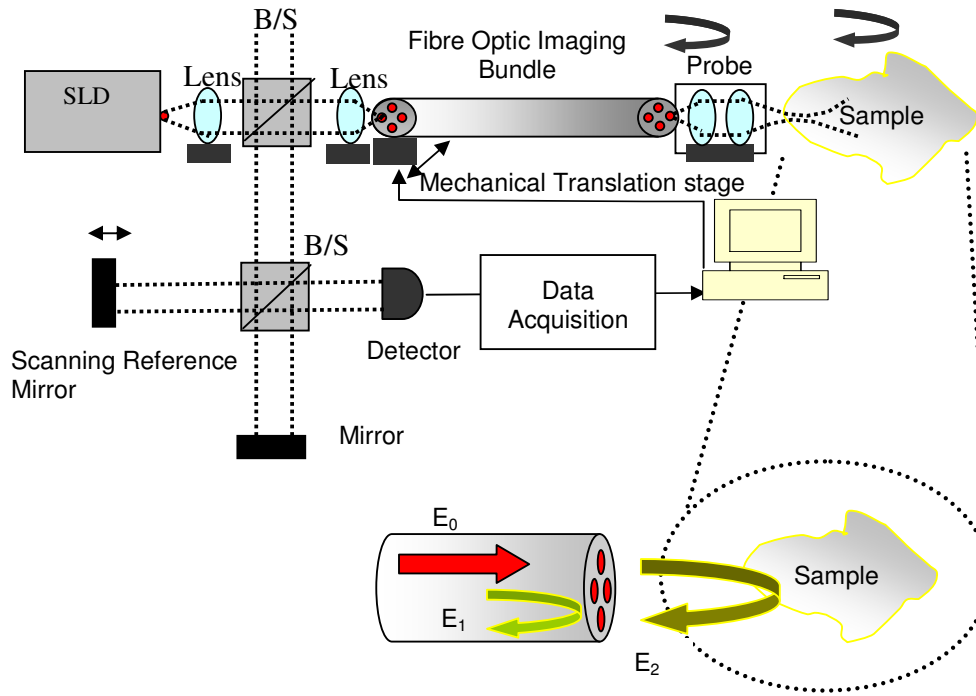 B/S
Fibre Optic Imaging
Bundle
SLD
Lens
Lens
Probe
Sample
Mechanical Translation stage
B/S
Data
Acquisition
Detector
Scanning Reference
Mirror
Mirror
E0
E1
E2
Sample